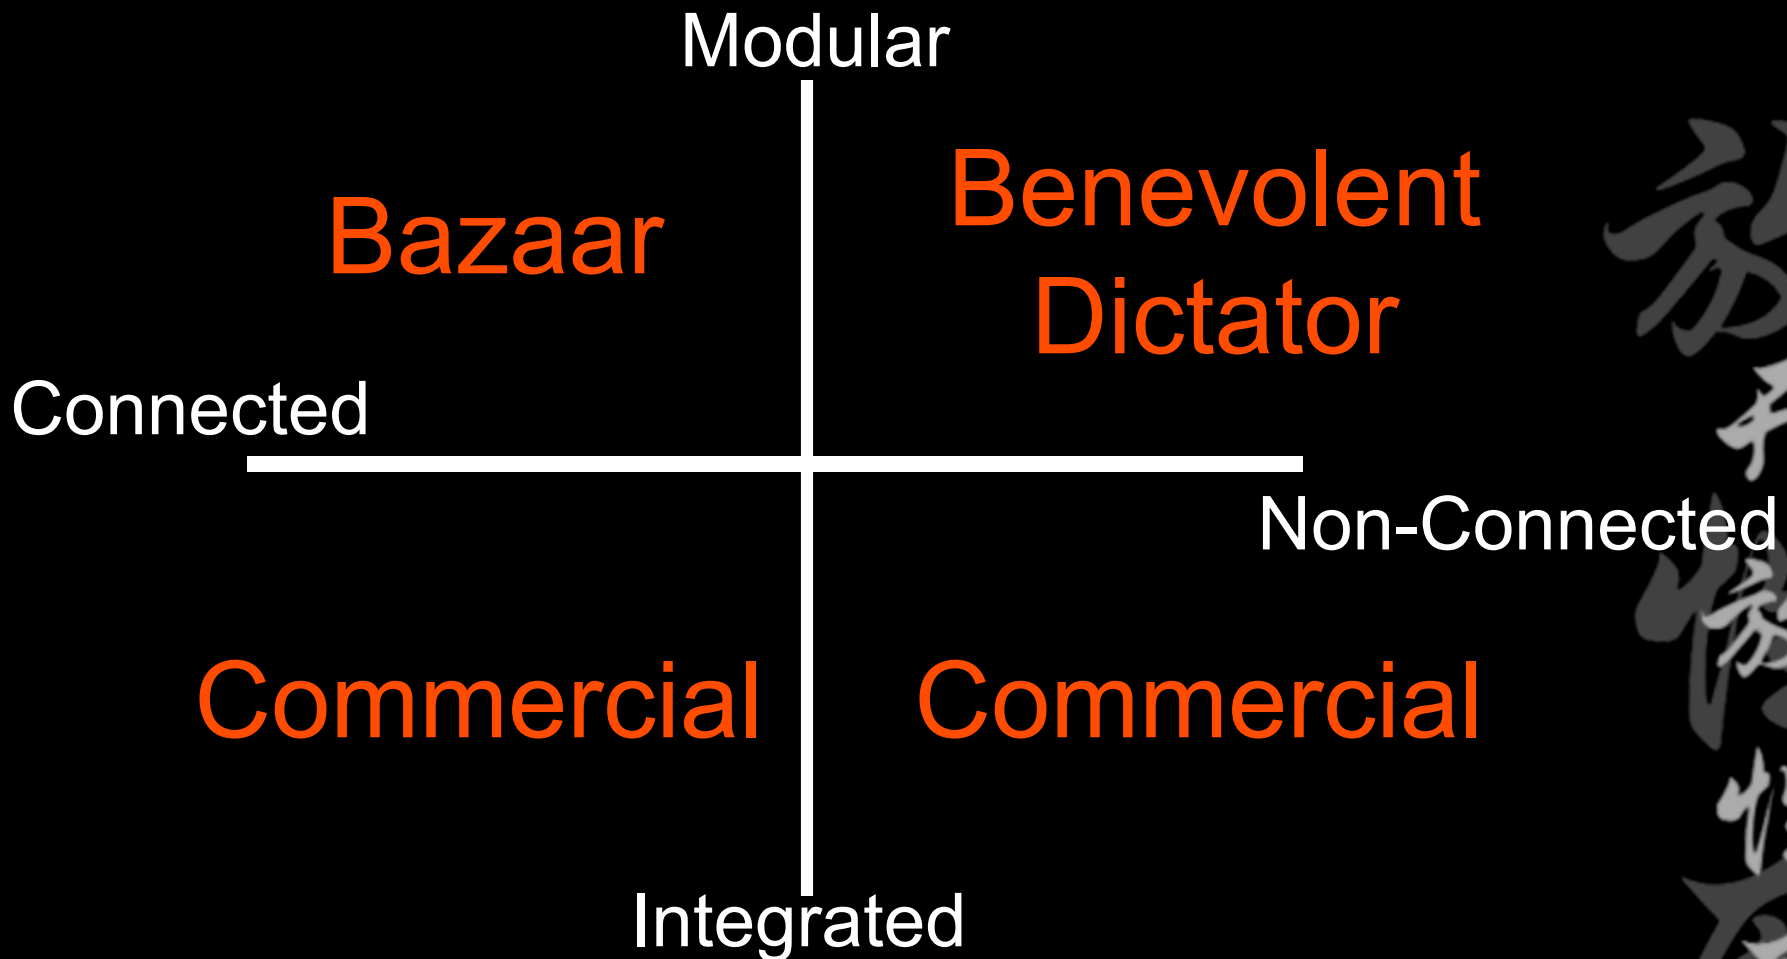 Modular
Bazaar
Benevolent
Dictator
Connected
Non-Connected
Commercial
Commercial
Integrated